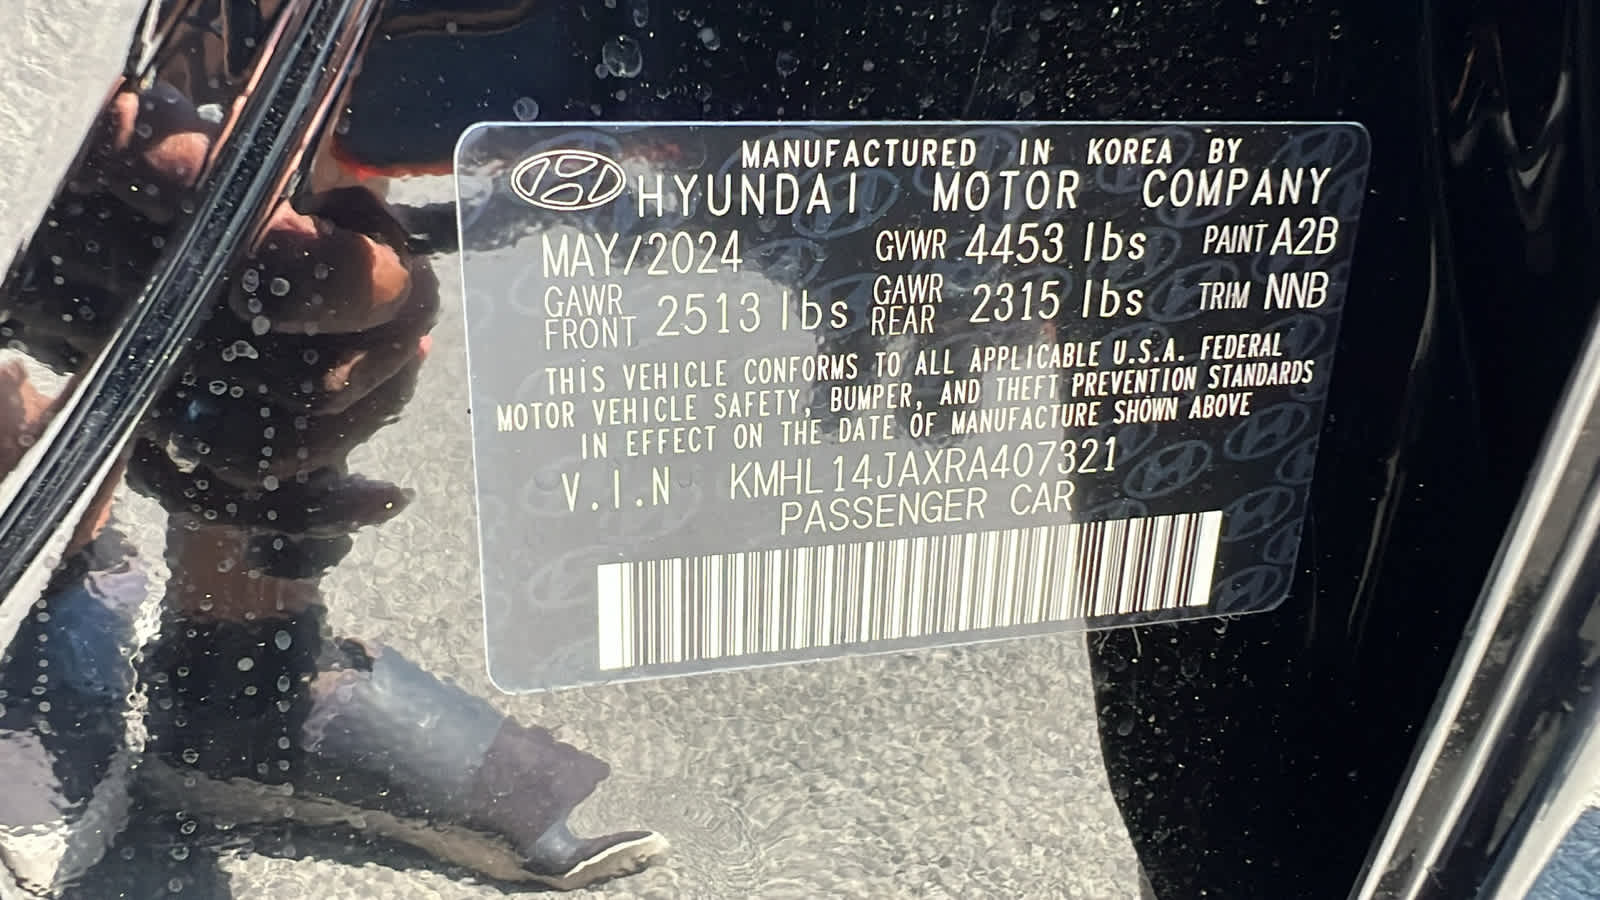 MANUFACTURED IN KOREA BY
HYUNDAI MOTOR COMPANY
MAY/2024 GVWR 4453 lbs PAINT A2B
GAWR FRONT 2513 lbs GAWR REAR 2315 lbs TRIM NNB
THIS VEHICLE CONFORMS TO ALL APPLICABLE U.S.A. FEDERAL
MOTOR VEHICLE SAFETY, BUMPER, AND THEFT PREVENTION STANDARDS
IN EFFECT ON THE DATE OF MANUFACTURE SHOWN ABOVE
V.I.N KMHL14JAXRA407321
PASSENGER CAR